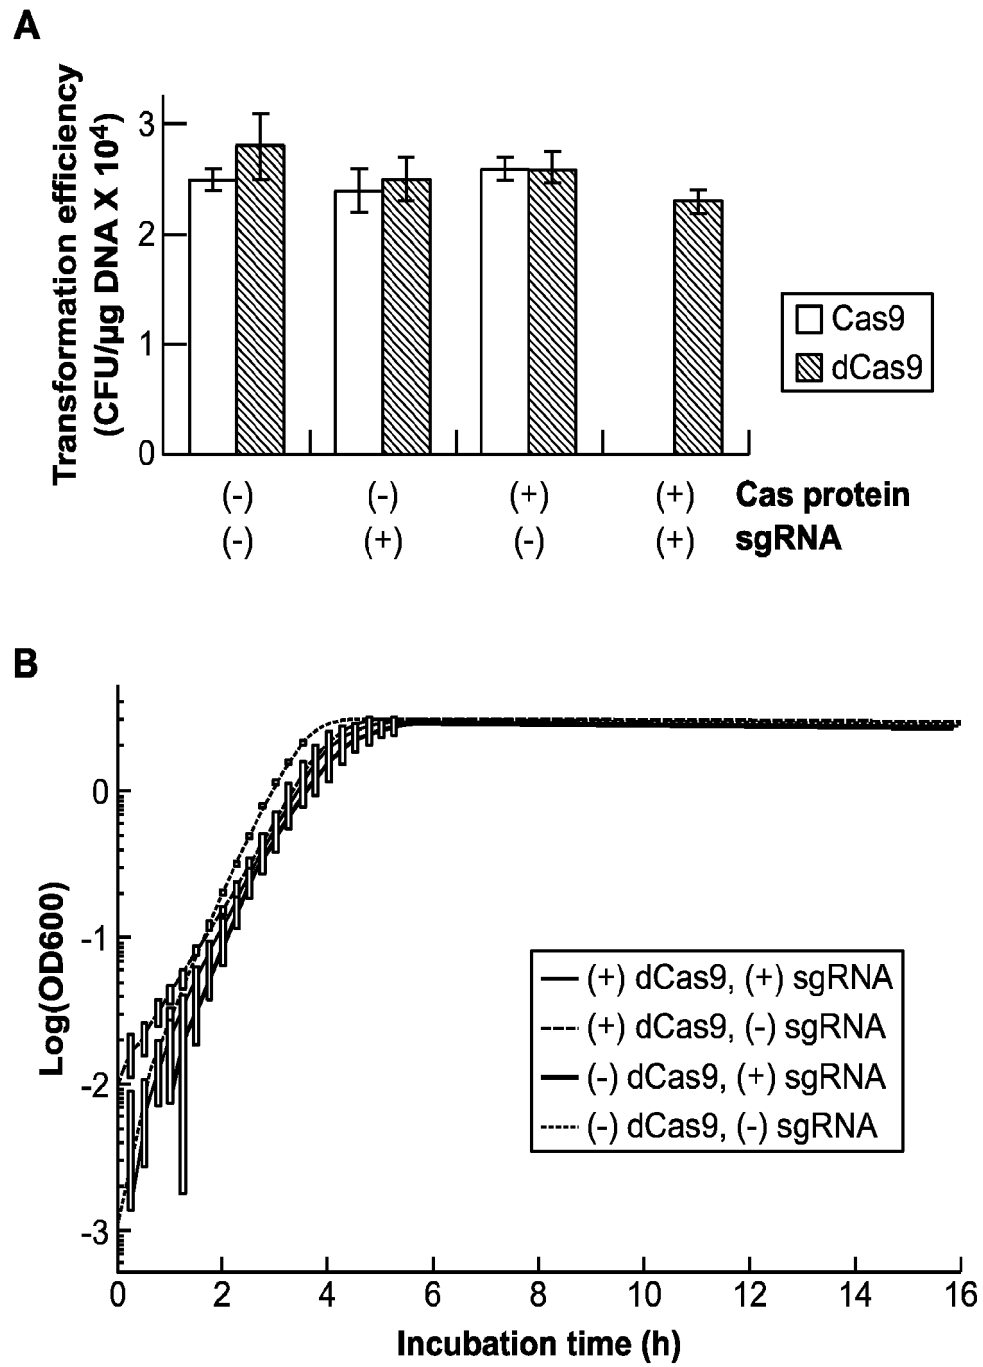 A
Transformation efficiency
(CFU/µg DNA X 10⁴)
3
2
1
0
Cas9
dCas9
(-) (-) (+) (+) Cas protein
(-) (+) (-) (+) sgRNA
B
Log(OD600)
0
-1
-2
-3
(+) dCas9, (+) sgRNA
(+) dCas9, (-) sgRNA
(-) dCas9, (+) sgRNA
(-) dCas9, (-) sgRNA
0 2 4 6 8 10 12 14 16
Incubation time (h)